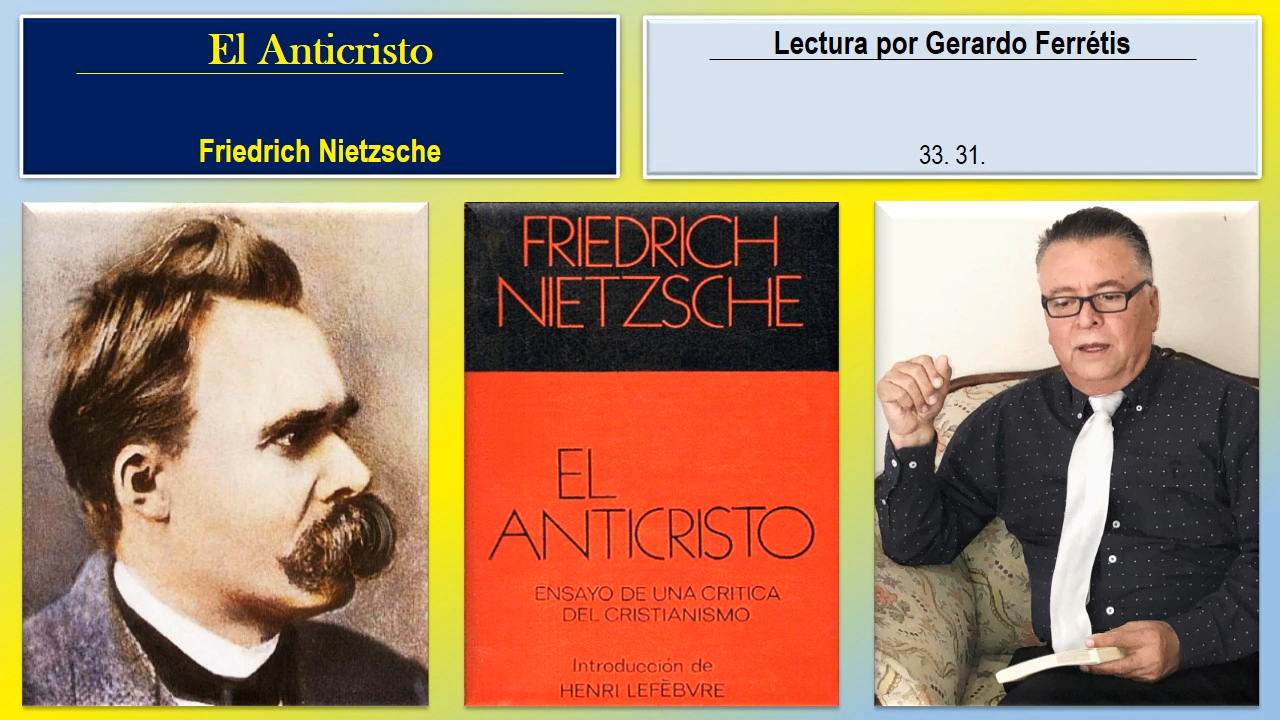 El Anticristo
Friedrich Nietzsche
Lectura por Gerardo Ferrétis
33. 31.
FRIEDRICH
NIETZSCHE
EL
ANTICRISTO
ENSAYO DE UNA CRITICA
DEL CRISTIANISMO
Introducción de
HENRI LEFÈBVRE